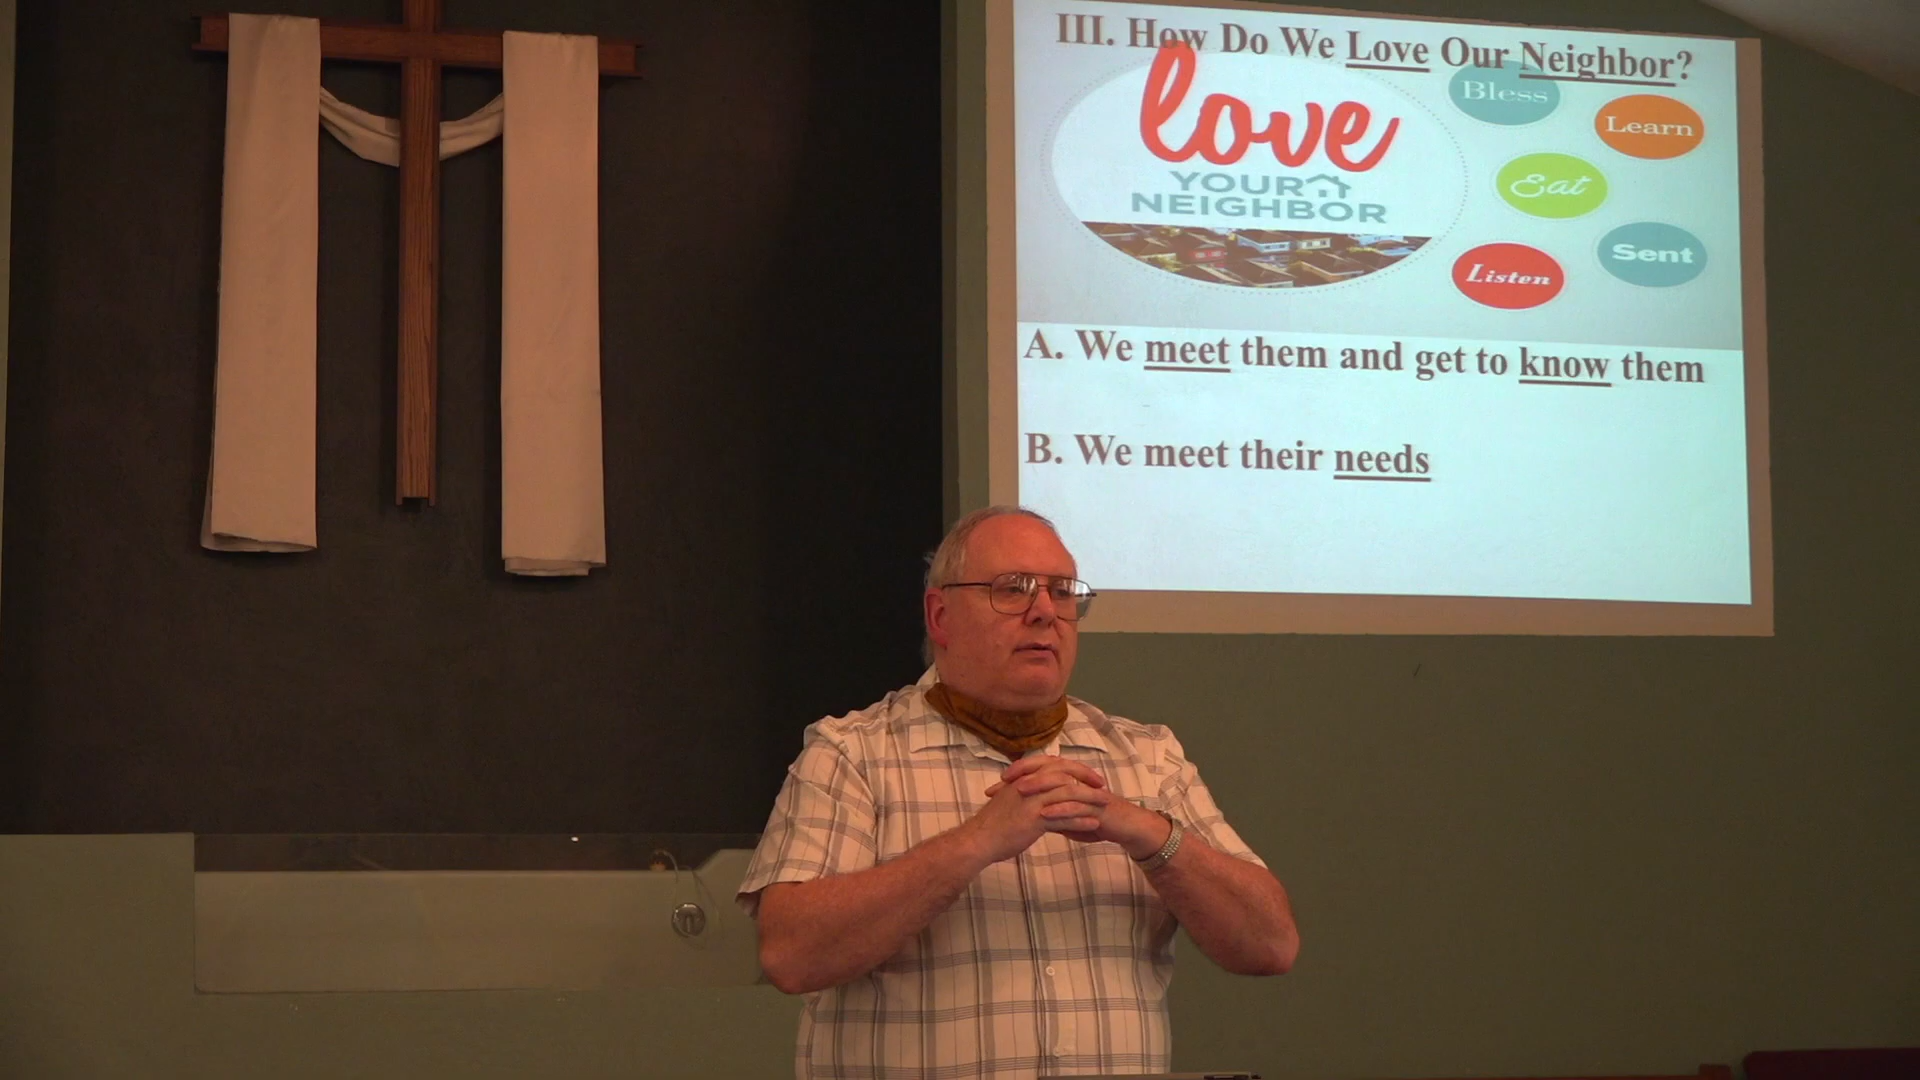 III. How Do We Love Our Neighbor?
love
YOUR
NEIGHBOR
Bless
Learn
Eat
Sent
Listen
A. We meet them and get to know them
B. We meet their needs